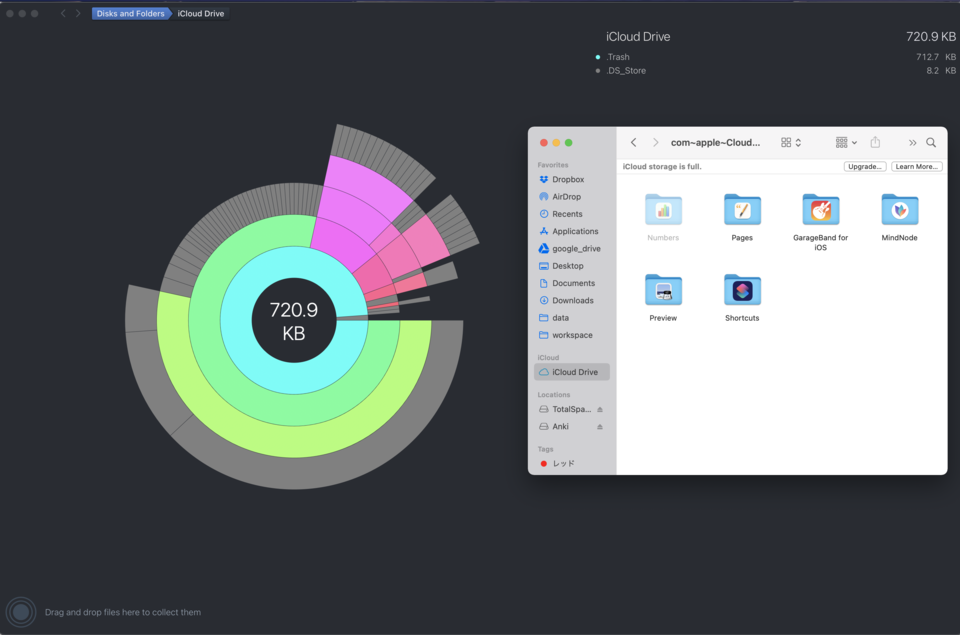 Disks and Folders
iCloud Drive
iCloud Drive 720.9 KB
.Trash 712.7 KB
.DS_Store 8.2 KB
720.9
KB
com~apple~Cloud...
iCloud storage is full.
Upgrade...
Learn More...
Favorites
Dropbox
AirDrop
Recents
Applications
google_drive
Desktop
Documents
Downloads
data
workspace
iCloud
iCloud Drive
Locations
TotalSpa...
Anki
Tags
レッド
Numbers
Pages
GarageBand for
iOS
MindNode
Preview
Shortcuts
Drag and drop files here to collect them